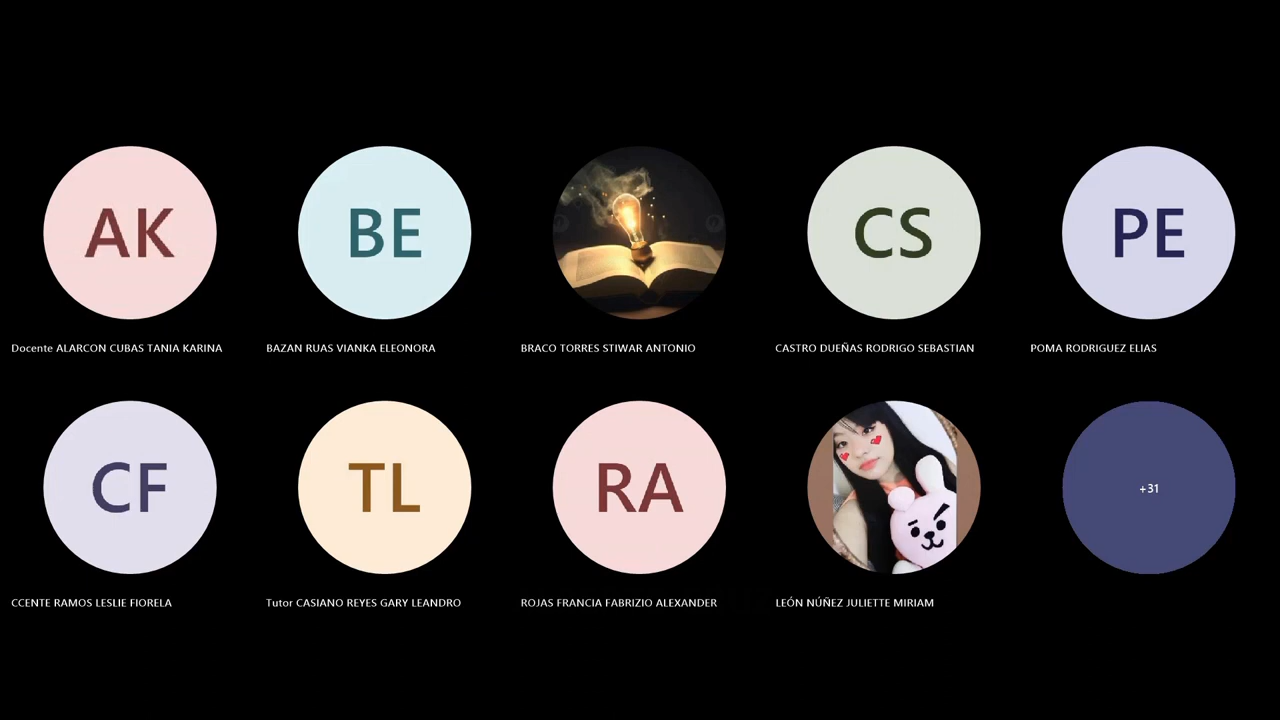 AK
BE
CS
PE
Docente ALARCON CUBAS TANIA KARINA
BAZAN RUAS VIANKA ELEONORA
BRACO TORRES STIWAR ANTONIO
CASTRO DUEÑAS RODRIGO SEBASTIAN
POMA RODRIGUEZ ELIAS
CF
TL
RA
+31
CCENTE RAMOS LESLIE FIORELA
Tutor CASIANO REYES GARY LEANDRO
ROJAS FRANCIA FABRIZIO ALEXANDER
LEÓN NÚÑEZ JULIETTE MIRIAM